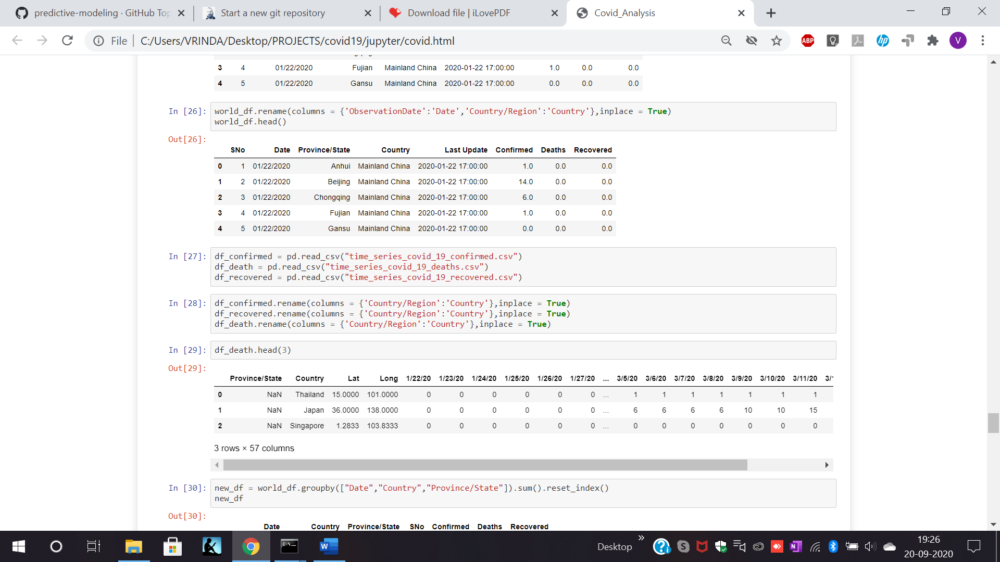 predictive-modeling · GitHub Top
Start a new git repository
Download file | iLovePDF
Covid_Analysis
File | C:/Users/VRINDA/Desktop/PROJECTS/covid19/jupyter/covid.html
ABP
hp
V
3 4 01/22/2020 Fujian Mainland China 2020-01-22 17:00:00 1.0 0.0 0.0
4 5 01/22/2020 Gansu Mainland China 2020-01-22 17:00:00 0.0 0.0 0.0
In [26]: world_df.rename(columns = {'ObservationDate':'Date','Country/Region':'Country'},inplace = True)
world_df.head()
Out[26]:
SNo Date Province/State Country Last Update Confirmed Deaths Recovered
0 1 01/22/2020 Anhui Mainland China 2020-01-22 17:00:00 1.0 0.0 0.0
1 2 01/22/2020 Beijing Mainland China 2020-01-22 17:00:00 14.0 0.0 0.0
2 3 01/22/2020 Chongqing Mainland China 2020-01-22 17:00:00 6.0 0.0 0.0
3 4 01/22/2020 Fujian Mainland China 2020-01-22 17:00:00 1.0 0.0 0.0
4 5 01/22/2020 Gansu Mainland China 2020-01-22 17:00:00 0.0 0.0 0.0
In [27]: df_confirmed = pd.read_csv("time_series_covid_19_confirmed.csv")
df_death = pd.read_csv("time_series_covid_19_deaths.csv")
df_recovered = pd.read_csv("time_series_covid_19_recovered.csv")
In [28]: df_confirmed.rename(columns = {'Country/Region':'Country'},inplace = True)
df_recovered.rename(columns = {'Country/Region':'Country'},inplace = True)
df_death.rename(columns = {'Country/Region':'Country'},inplace = True)
In [29]: df_death.head(3)
Out[29]:
Province/State Country Lat Long 1/22/20 1/23/20 1/24/20 1/25/20 1/26/20 1/27/20 ... 3/5/20 3/6/20 3/7/20 3/8/20 3/9/20 3/10/20 3/11/20
0 NaN Thailand 15.0000 101.0000 0 0 0 0 0 0 ... 1 1 1 1 1 1 1
1 NaN Japan 36.0000 138.0000 0 0 0 0 0 0 ... 6 6 6 6 10 10 15
2 NaN Singapore 1.2833 103.8333 0 0 0 0 0 0 ... 0 0 0 0 0 0 0
3 rows × 57 columns
In [30]: new_df = world_df.groupby(["Date","Country","Province/State"]).sum().reset_index()
new_df
Out[30]:
Date Country Province/State SNo Confirmed Deaths Recovered
Desktop
19:26
20-09-2020